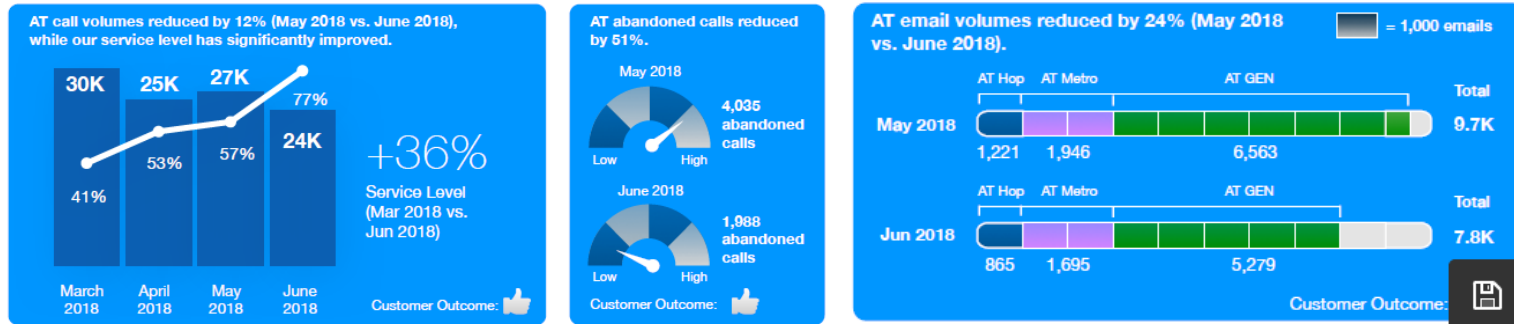 AT call volumes reduced by 12% (May 2018 vs. June 2018),
while our service level has significantly improved.
30K
25K
27K
24K
41%
53%
57%
77%
+36%
Service Level
(Mar 2018 vs.
Jun 2018)
March
2018
April
2018
May
2018
June
2018
Customer Outcome:
AT abandoned calls reduced
by 51%.
May 2018
4,035
abandoned
calls
Low
High
June 2018
1,988
abandoned
calls
Low
High
Customer Outcome:
AT email volumes reduced by 24% (May 2018
vs. June 2018).
= 1,000 emails
AT Hop
AT Metro
AT GEN
Total
May 2018
9.7K
1,221
1,946
6,563
AT Hop
AT Metro
AT GEN
Total
Jun 2018
7.8K
865
1,695
5,279
Customer Outcome: